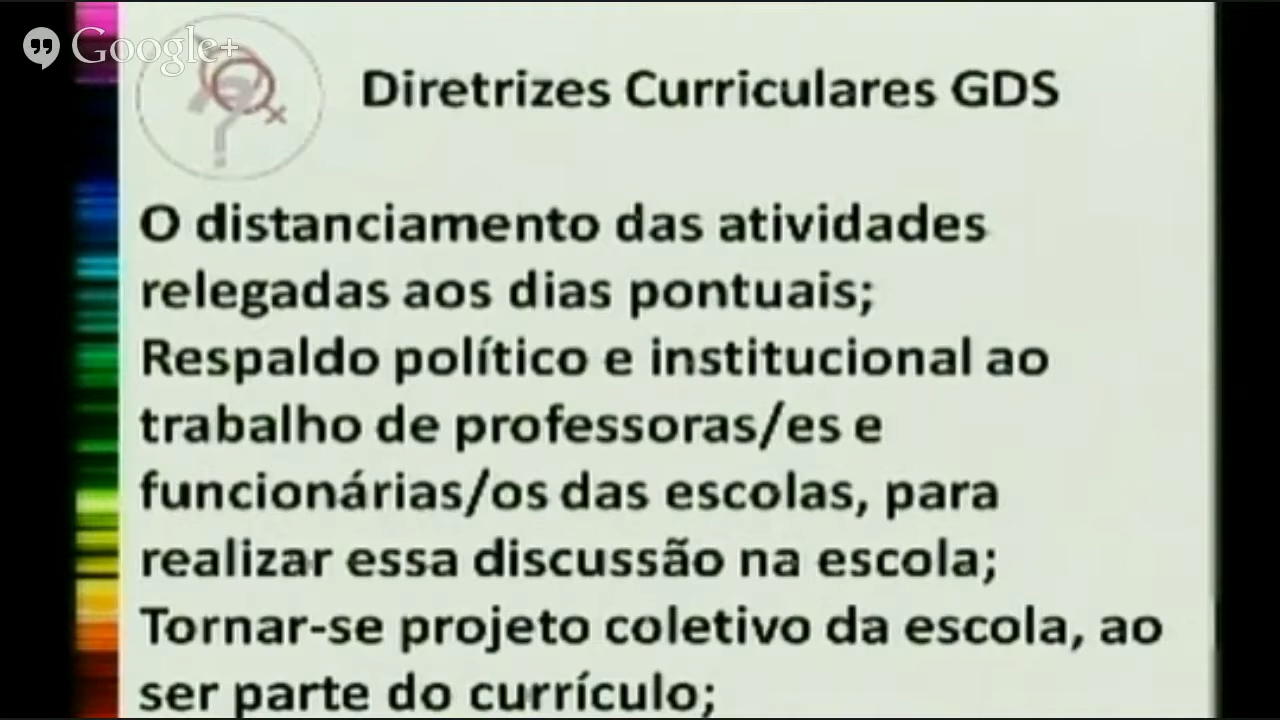 Google+
Diretrizes Curriculares GDS
O distanciamento das atividades
relegadas aos dias pontuais;
Respaldo político e institucional ao
trabalho de professoras/es e
funcionárias/os das escolas, para
realizar essa discussão na escola;
Tornar-se projeto coletivo da escola, ao
ser parte do currículo;